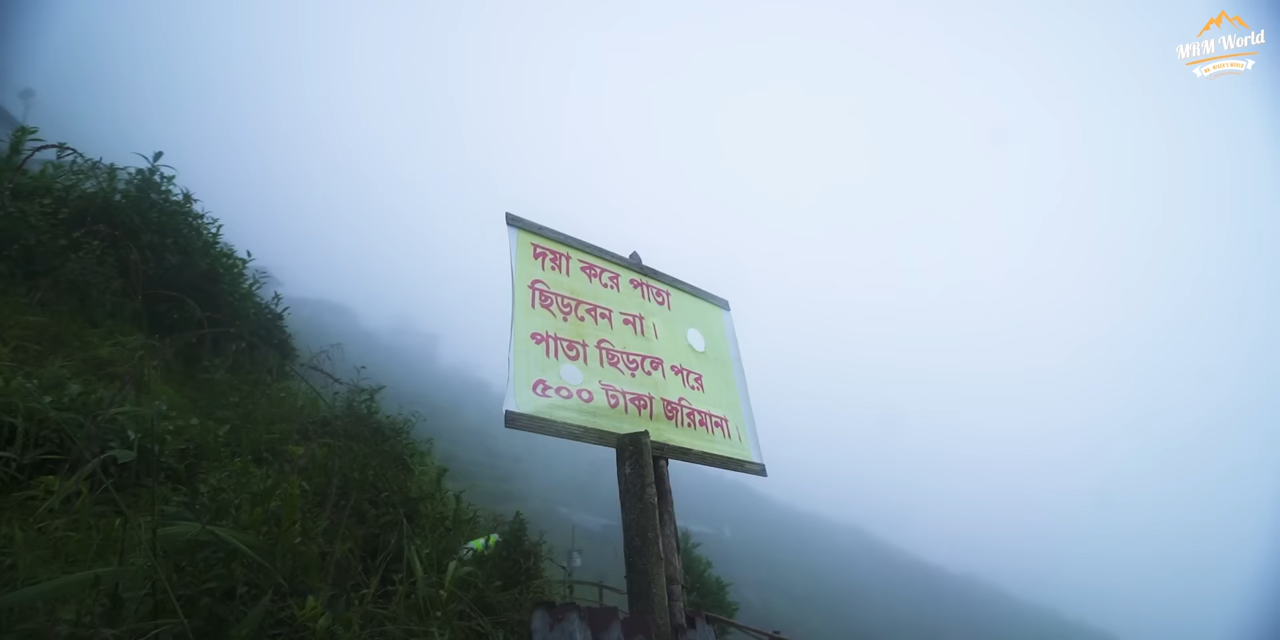 MRM World
দয়া করে পাতা
ছিড়বেন না।
পাতা ছিড়লে পরে
৫০০ টাকা জরিমানা।